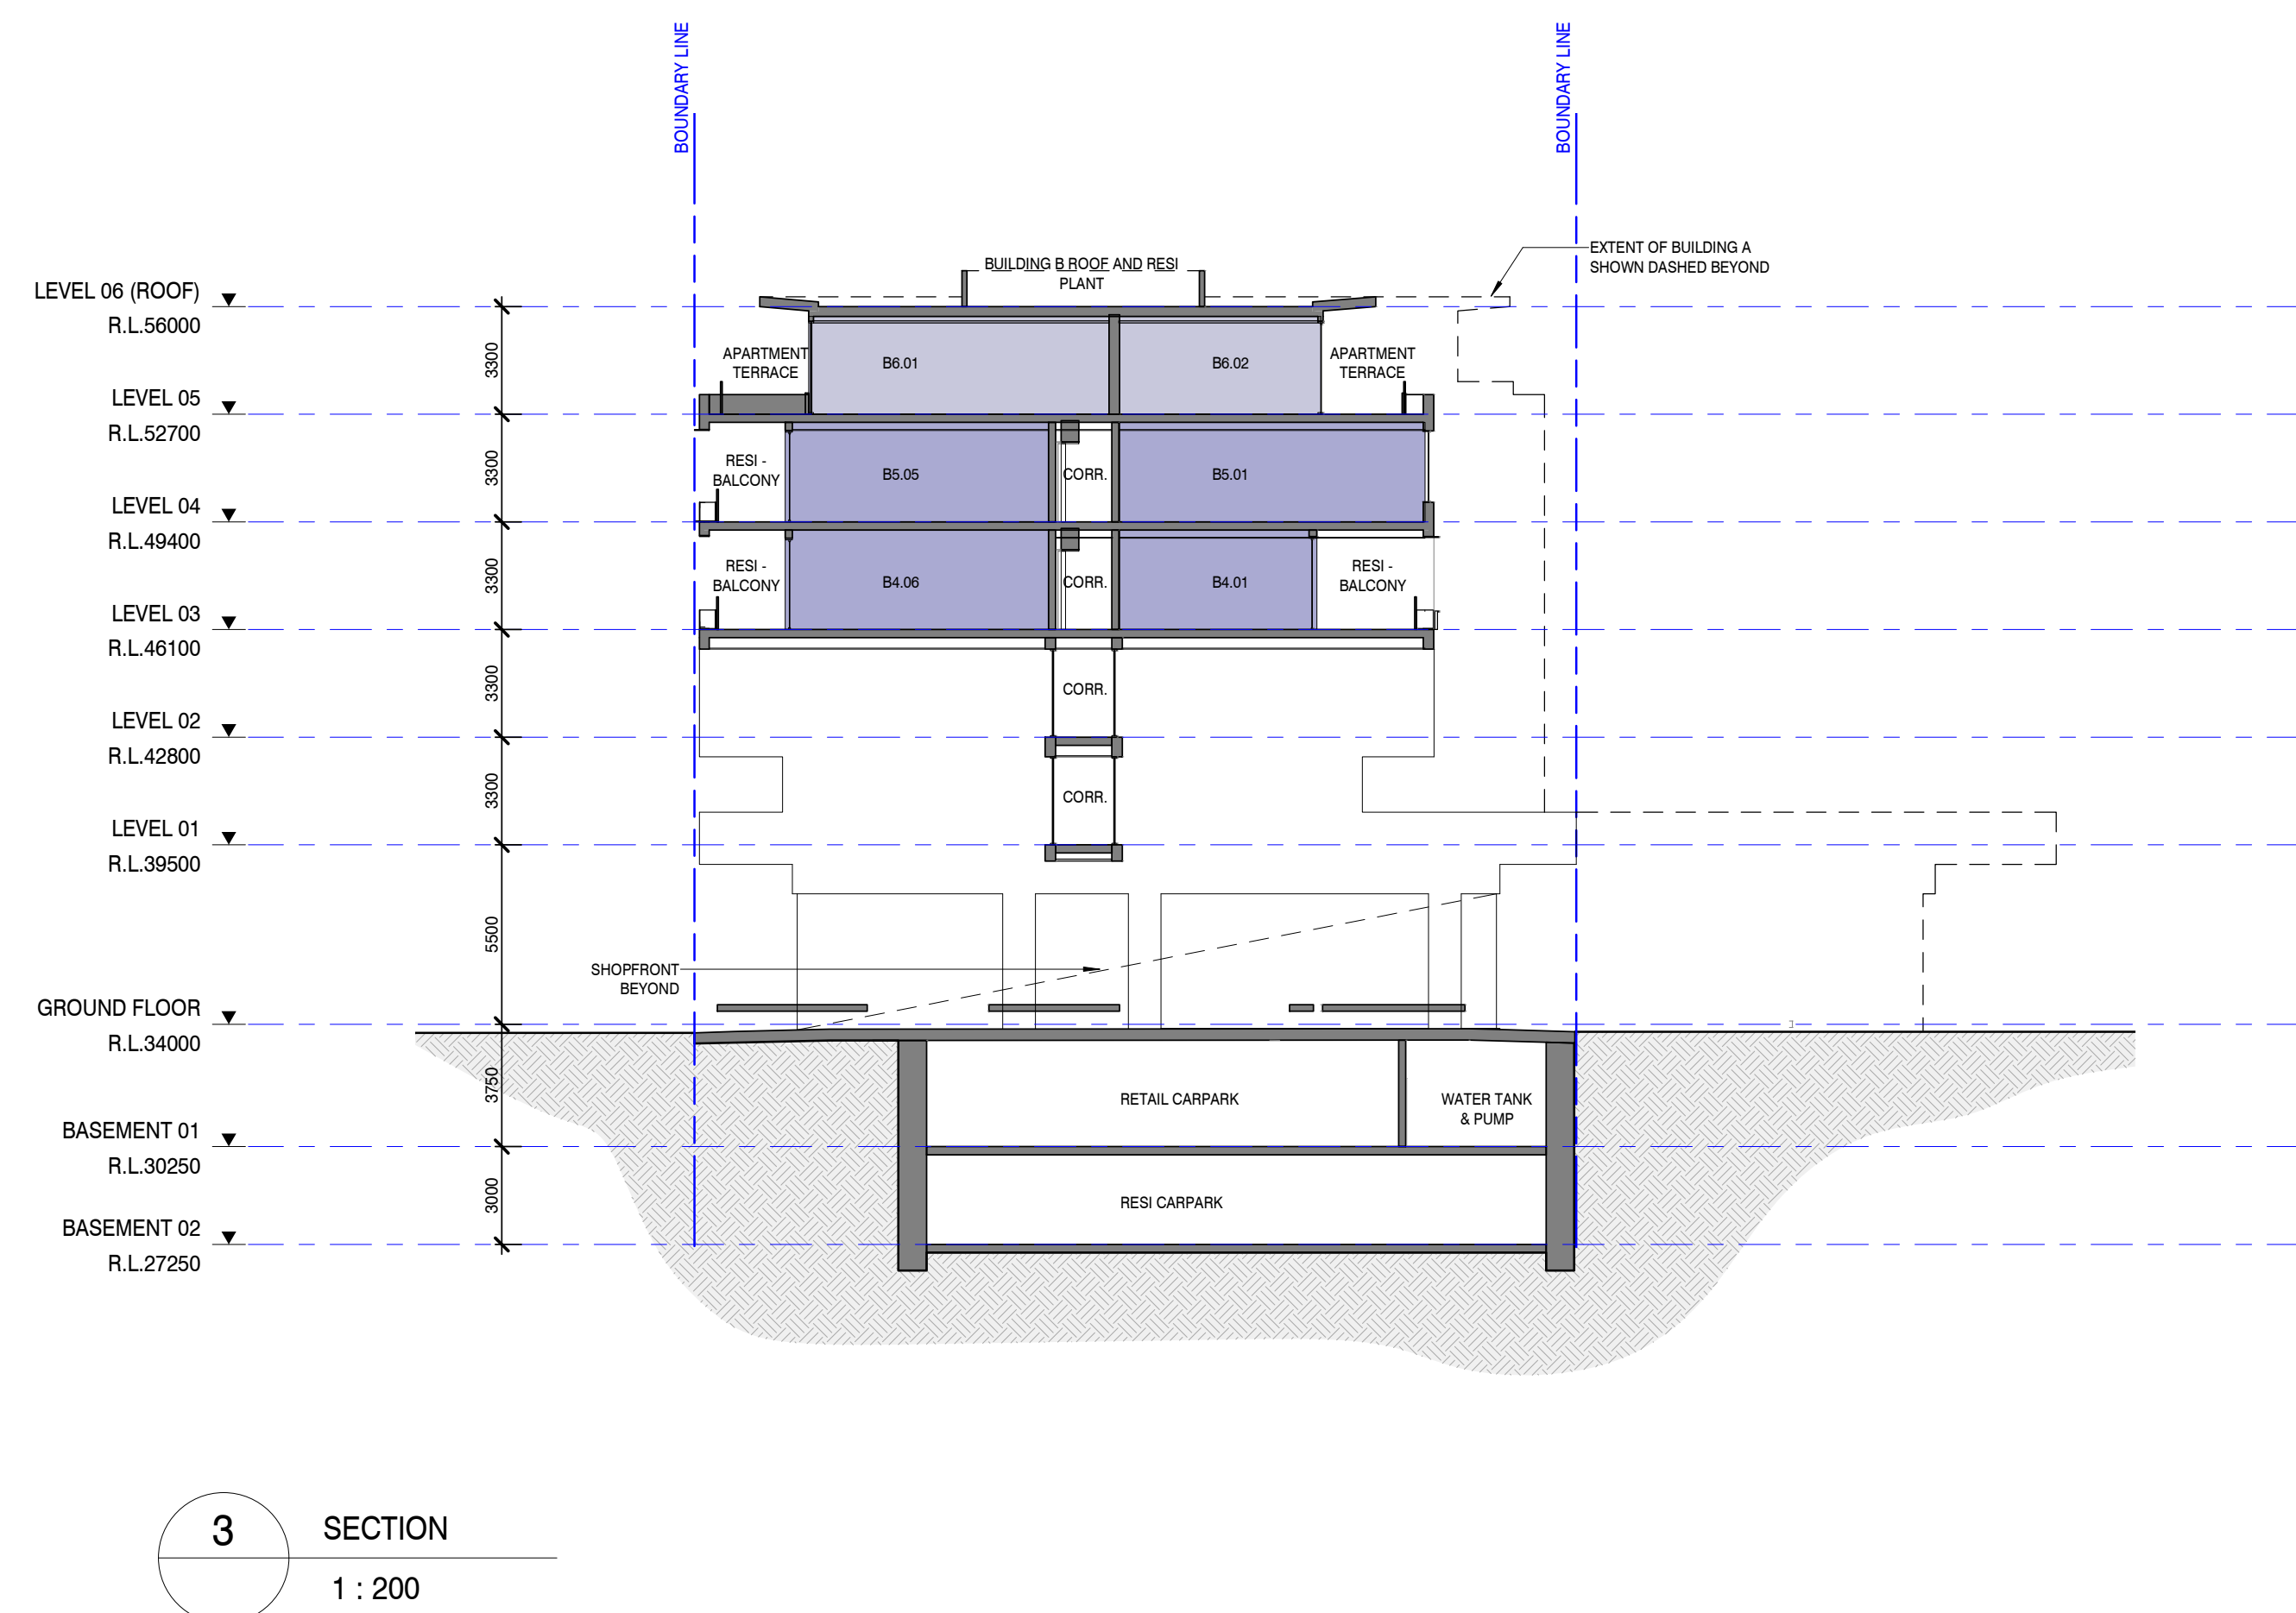 BOUNDARY LINE
BOUNDARY LINE
EXTENT OF BUILDING A
SHOWN DASHED BEYOND
BUILDING B ROOF AND RESI
PLANT
LEVEL 06 (ROOF)
R.L.56000
3300
APARTMENT
TERRACE
B6.01
B6.02
APARTMENT
TERRACE
LEVEL 05
R.L.52700
3300
RESI -
BALCONY
B5.05
CORR.
B5.01
LEVEL 04
R.L.49400
3300
RESI -
BALCONY
B4.06
CORR.
B4.01
RESI -
BALCONY
LEVEL 03
R.L.46100
3300
CORR.
LEVEL 02
R.L.42800
3300
CORR.
LEVEL 01
R.L.39500
5500
SHOPFRONT
BEYOND
GROUND FLOOR
R.L.34000
3750
RETAIL CARPARK
WATER TANK
& PUMP
BASEMENT 01
R.L.30250
3000
RESI CARPARK
BASEMENT 02
R.L.27250
3
SECTION
1 : 200